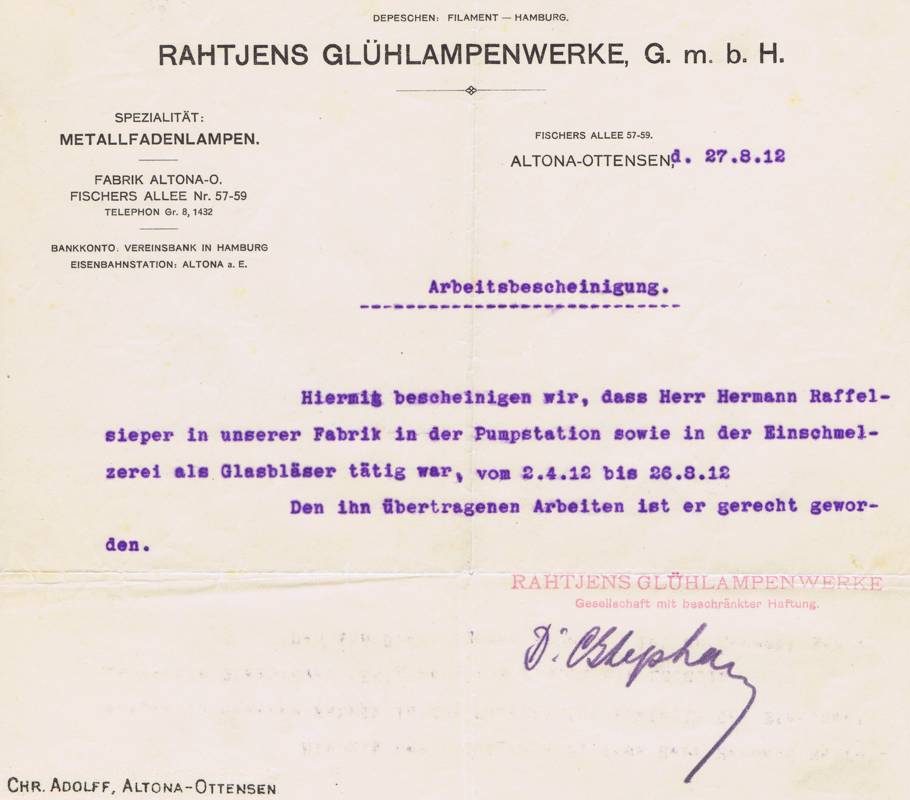 DEPESCHEN: FILAMENT — HAMBURG.
RAHTJENS GLÜHLAMPENWERKE, G. m. b. H.
SPEZIALITÄT:
METALLFADENLAMPEN.
FABRIK ALTONA-O.
FISCHERS ALLEE Nr. 57-59
TELEPHON Gr. 8, 1432
BANKKONTO: VEREINSBANK IN HAMBURG
EISENBAHNSTATION: ALTONA a. E.
FISCHERS ALLEE 57-59.
ALTONA-OTTENSEN, d. 27.8.12
Arbeitsbescheinigung.
Hiermit bescheinigen wir, dass Herr Hermann Raffel-
sieper in unserer Fabrik in der Pumpstation sowie in der Einschmel-
zerei als Glasbläser tätig war, vom 2.4.12 bis 26.8.12
Den ihn übertragenen Arbeiten ist er gerecht gewor-
den.
RAHTJENS GLÜHLAMPENWERKE
Gesellschaft mit beschränkter Haftung.
CHR. ADOLFF, ALTONA-OTTENSEN